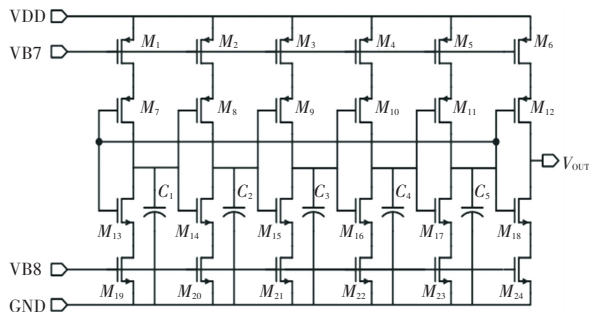 VDD
VB7
M1 M2 M3 M4 M5 M6
M7 M8 M9 M10 M11 M12
VOUT
C1 C2 C3 C4 C5
M13 M14 M15 M16 M17 M18
VB8
M19 M20 M21 M22 M23 M24
GND